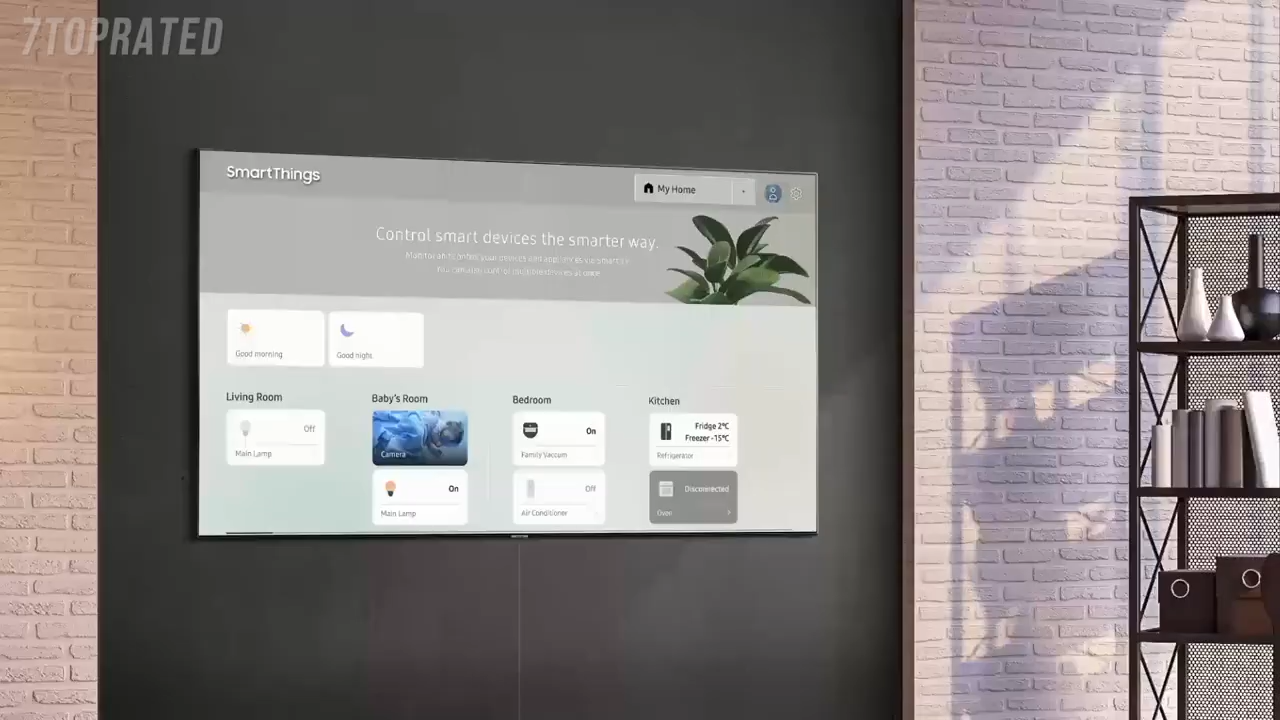 7TOPRATED
SmartThings
My Home
Control smart devices the smarter way.
Good morning
Good night
Living Room
Off
Main Lamp
Baby's Room
Camera
On
Main Lamp
Bedroom
On
Family Vaccum
Off
Air Conditioner
Kitchen
Fridge 2℃
Freezer -15℃
Refrigerator
Disconnected
Oven